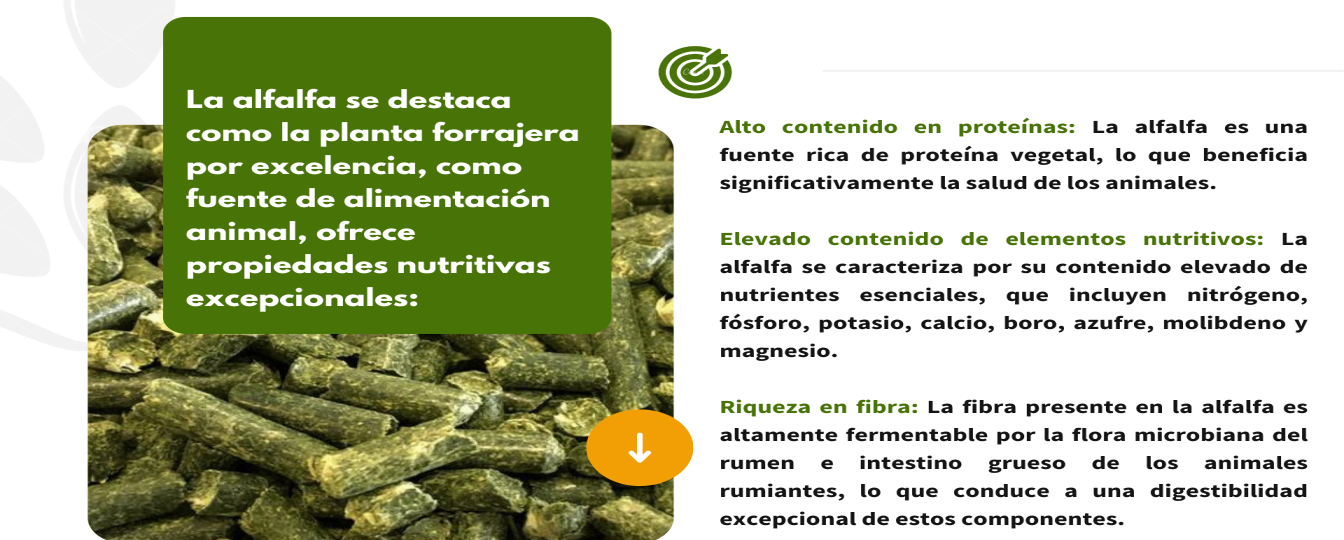 La alfalfa se destaca
como la planta forrajera
por excelencia, como
fuente de alimentación
animal, ofrece
propiedades nutritivas
excepcionales:
Alto contenido en proteínas: La alfalfa es una
fuente rica de proteína vegetal, lo que beneficia
significativamente la salud de los animales.
Elevado contenido de elementos nutritivos: La
alfalfa se caracteriza por su contenido elevado de
nutrientes esenciales, que incluyen nitrógeno,
fósforo, potasio, calcio, boro, azufre, molibdeno y
magnesio.
Riqueza en fibra: La fibra presente en la alfalfa es
altamente fermentable por la flora microbiana del
rumen e intestino grueso de los animales
rumiantes, lo que conduce a una digestibilidad
excepcional de estos componentes.